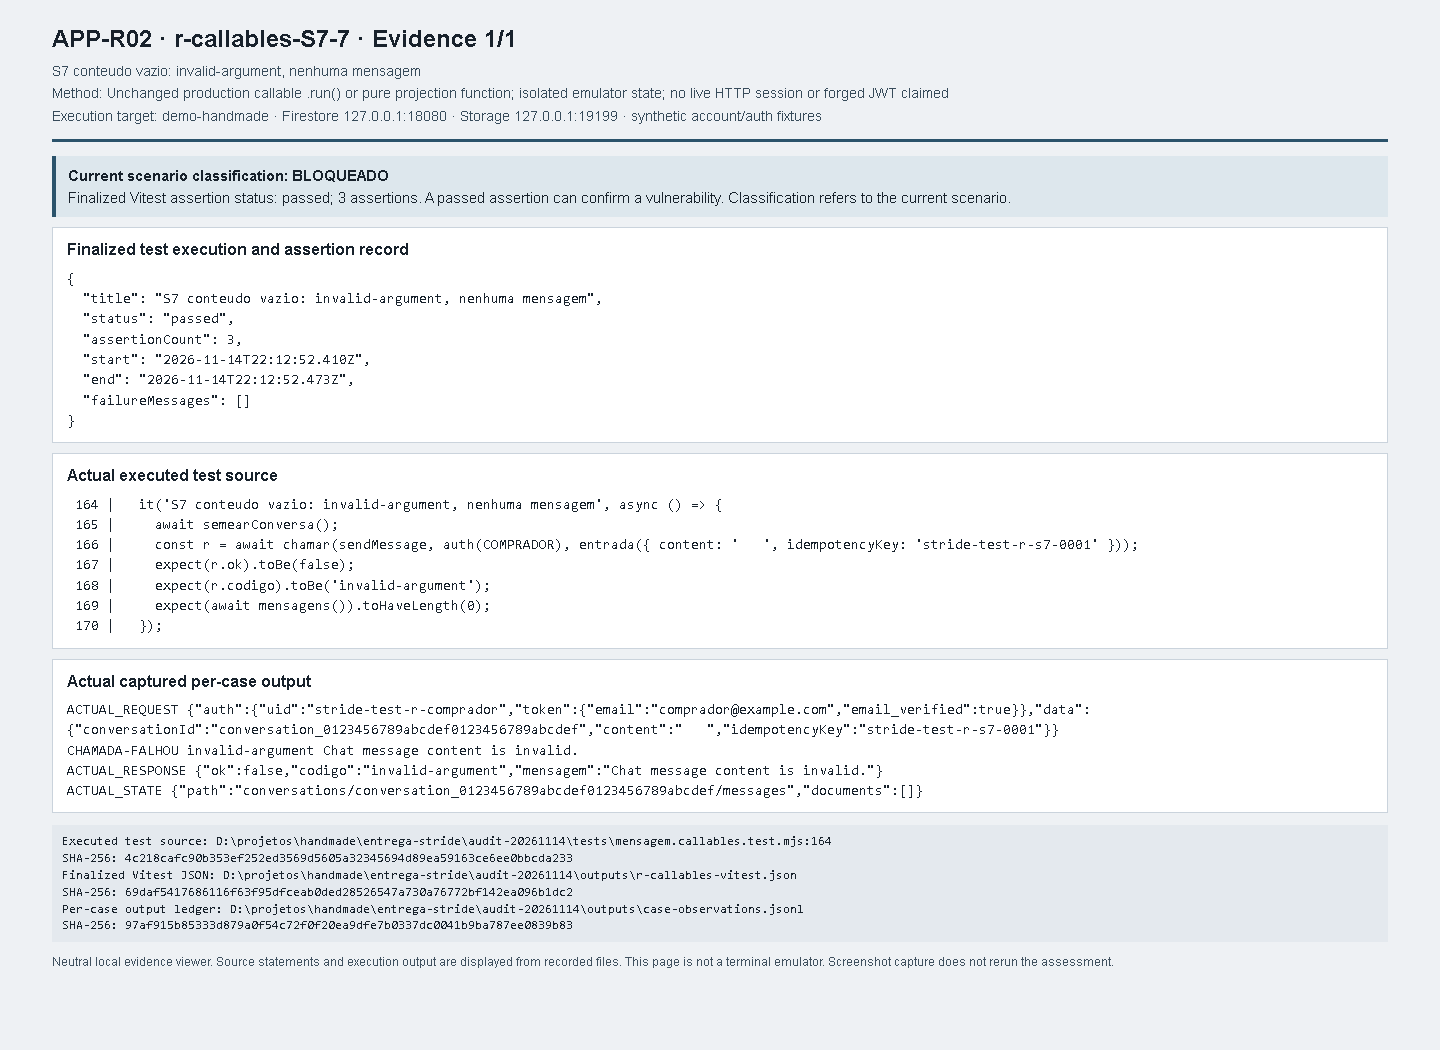 APP-R02 · r-callables-S7-7 · Evidence 1/1
S7 conteudo vazio: invalid-argument, nenhuma mensagem
Method: Unchanged production callable .run() or pure projection function; isolated emulator state; no live HTTP session or forged JWT claimed
Execution target: demo-handmade · Firestore 127.0.0.1:18080 · Storage 127.0.0.1:19199 · synthetic account/auth fixtures
Current scenario classification: BLOQUEADO
Finalized Vitest assertion status: passed; 3 assertions. A passed assertion can confirm a vulnerability. Classification refers to the current scenario.
Finalized test execution and assertion record
{
  "title": "S7 conteudo vazio: invalid-argument, nenhuma mensagem",
  "status": "passed",
  "assertionCount": 3,
  "start": "2026-11-14T22:12:52.410Z",
  "end": "2026-11-14T22:12:52.473Z",
  "failureMessages": []
}
Actual executed test source
164 |   it('S7 conteudo vazio: invalid-argument, nenhuma mensagem', async () => {
165 |     await semearConversa();
166 |     const r = await chamar(sendMessage, auth(COMPRADOR), entrada({ content: '   ', idempotencyKey: 'stride-test-r-s7-0001' }));
167 |     expect(r.ok).toBe(false);
168 |     expect(r.codigo).toBe('invalid-argument');
169 |     expect(await mensagens()).toHaveLength(0);
170 |   });
Actual captured per-case output
ACTUAL_REQUEST {"auth":{"uid":"stride-test-r-comprador","token":{"email":"comprador@example.com","email_verified":true}},"data":
{"conversationId":"conversation_0123456789abcdef0123456789abcdef","content":"   ","idempotencyKey":"stride-test-r-s7-0001"}}
CHAMADA-FALHOU invalid-argument Chat message content is invalid.
ACTUAL_RESPONSE {"ok":false,"codigo":"invalid-argument","mensagem":"Chat message content is invalid."}
ACTUAL_STATE {"path":"conversations/conversation_0123456789abcdef0123456789abcdef/messages","documents":[]}
Executed test source: D:\projetos\handmade\entrega-stride\audit-20261114\tests\mensagem.callables.test.mjs:164
SHA-256: 4c218cafc90b353ef252ed3569d5605a32345694d89ea59163ce6ee0bbcda233
Finalized Vitest JSON: D:\projetos\handmade\entrega-stride\audit-20261114\outputs\r-callables-vitest.json
SHA-256: 69daf5417686116f63f95dfceab0ded28526547a730a76772bf142ea096b1dc2
Per-case output ledger: D:\projetos\handmade\entrega-stride\audit-20261114\outputs\case-observations.jsonl
SHA-256: 97af915b85333d879a0f54c72f0f20ea9dfe7b0337dc0041b9ba787ee0839b83
Neutral local evidence viewer. Source statements and execution output are displayed from recorded files. This page is not a terminal emulator. Screenshot capture does not rerun the assessment.